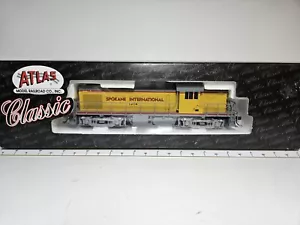 ATLAS
MODEL RAILROAD CO., INC.
Classic
SPOKANE INTERNATIONAL